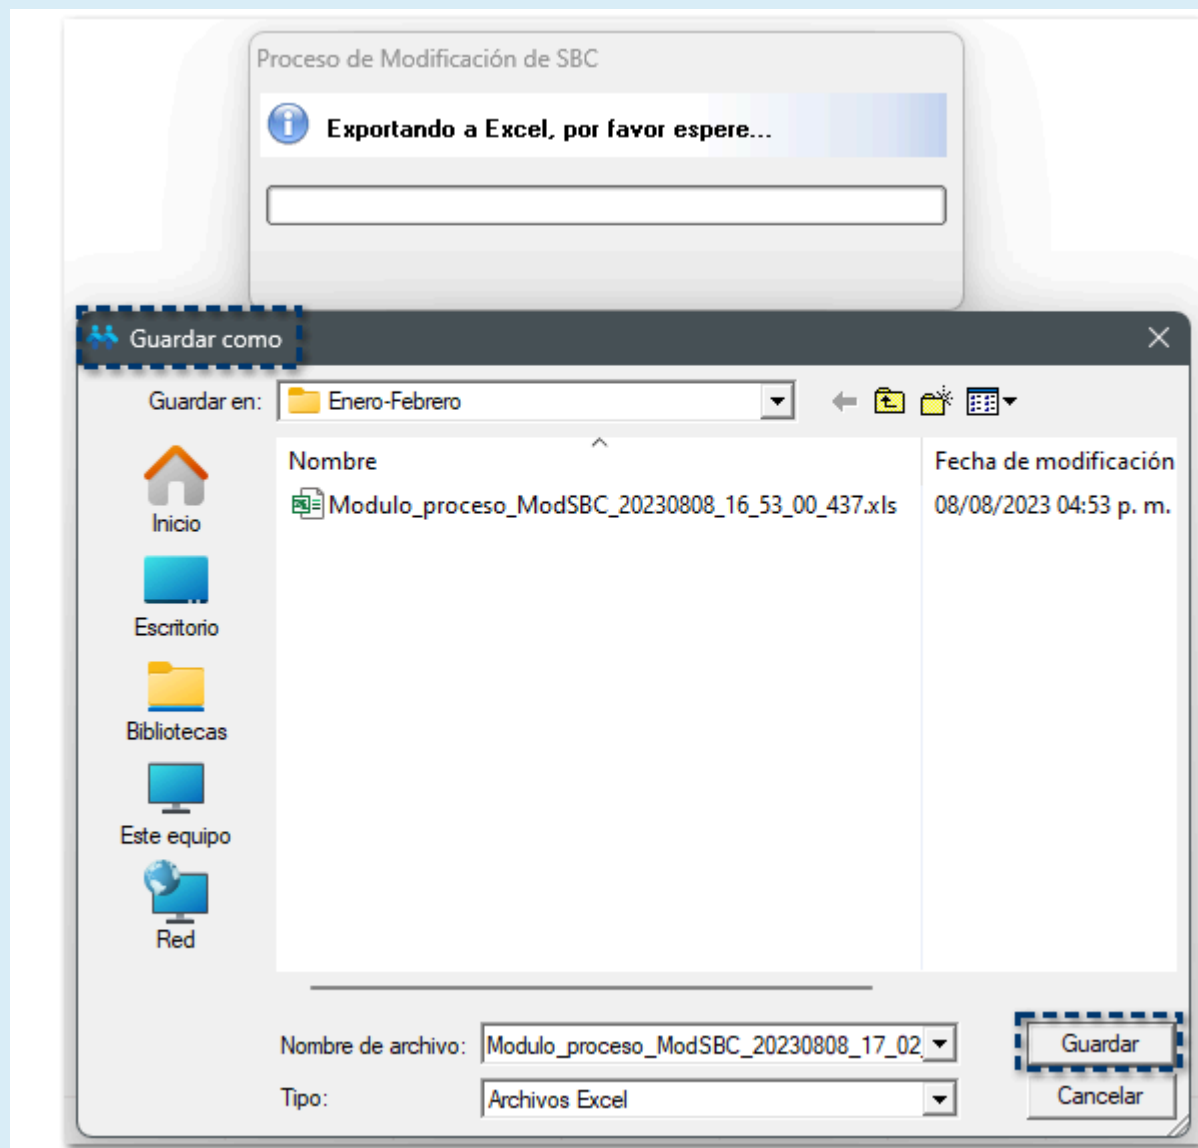 Proceso de Modificación de SBC
Exportando a Excel, por favor espere...
Guardar como
Guardar en: Enero-Febrero
Nombre Fecha de modificación
Modulo_proceso_ModSBC_20230808_16_53_00_437.xls 08/08/2023 04:53 p. m.
Inicio
Escritorio
Bibliotecas
Este equipo
Red
Nombre de archivo: Modulo_proceso_ModSBC_20230808_17_02_ Guardar
Tipo: Archivos Excel Cancelar